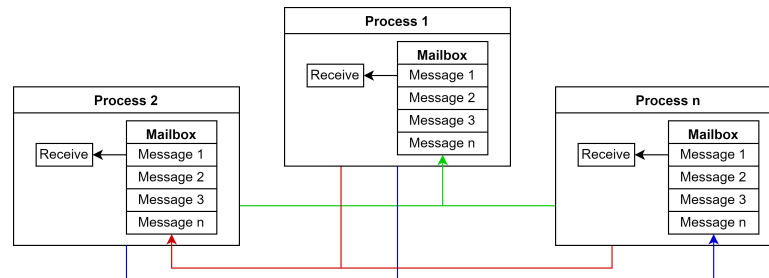 Process 1
Mailbox
Receive
Message 1
Message 2
Message 3
Message n
Process 2
Mailbox
Receive
Message 1
Message 2
Message 3
Message n
Process n
Mailbox
Receive
Message 1
Message 2
Message 3
Message n